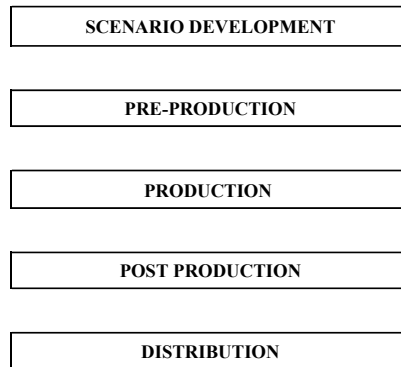 SCENARIO DEVELOPMENT
PRE-PRODUCTION
PRODUCTION
POST PRODUCTION
DISTRIBUTION